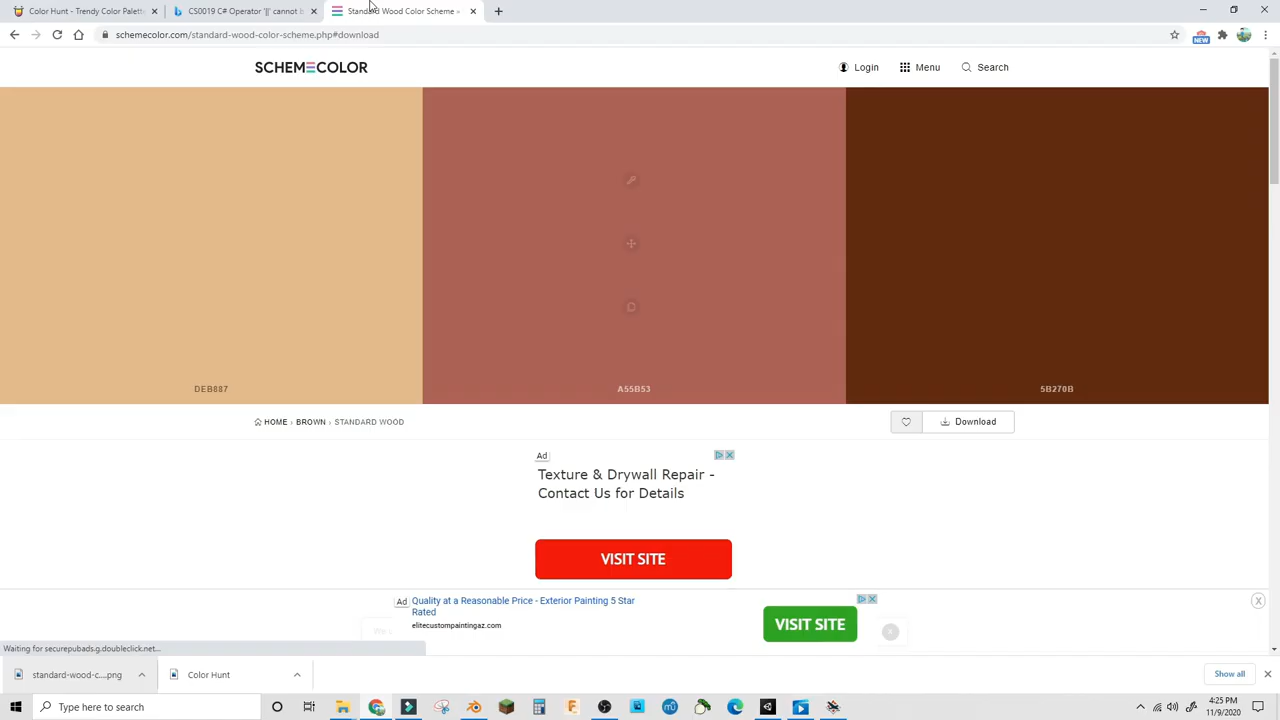 Color Hunt - Trendy Color Palette
CS0019 C# Operator '||' cannot b
Standard Wood Color Scheme »
schemecolor.com/standard-wood-color-scheme.php#download
NEW
SCHEMECOLOR
Login
Menu
Search
DEB887
A55B53
5B270B
HOME › BROWN › STANDARD WOOD
Download
Ad
Texture & Drywall Repair -
Contact Us for Details
VISIT SITE
Ad
Quality at a Reasonable Price - Exterior Painting 5 Star
Rated
elitecustompaintingaz.com
VISIT SITE
X
Waiting for securepubads.g.doubleclick.net...
standard-wood-c....png
Color Hunt
Show all
Type here to search
4:25 PM
11/9/2020